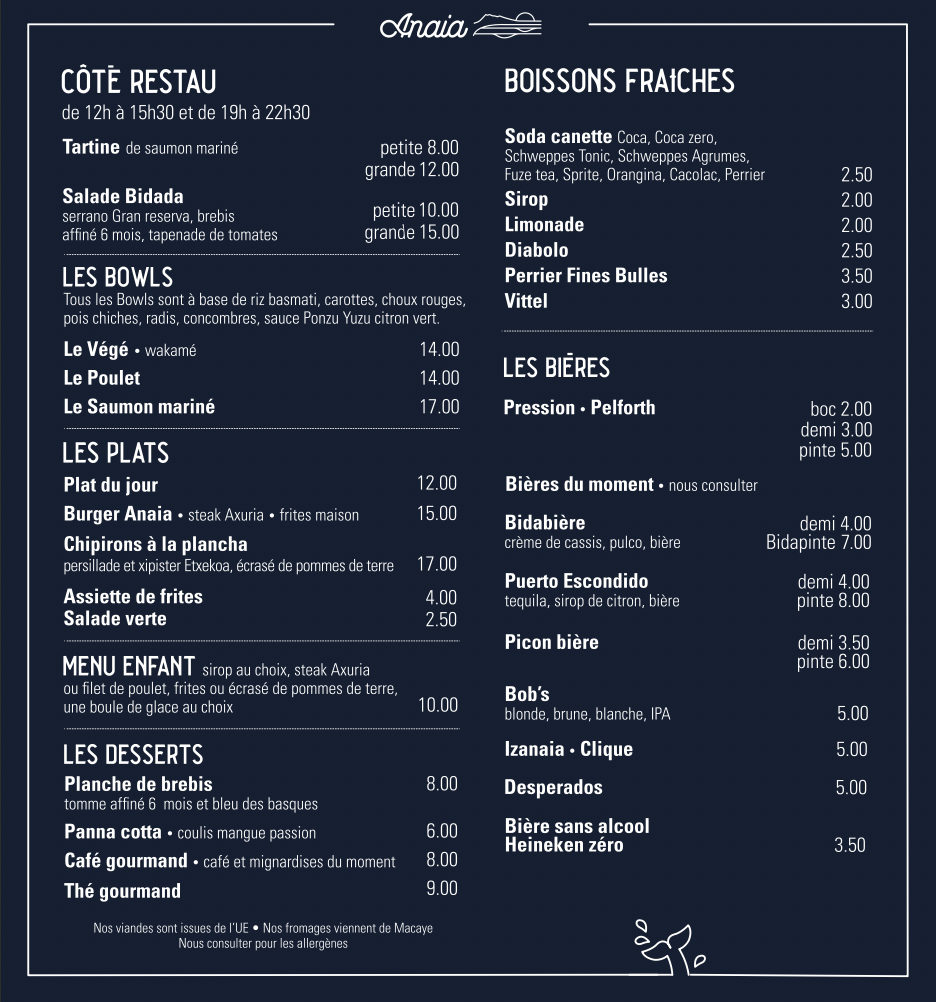 Anaia
CÔTÉ RESTAU
de 12h à 15h30 et de 19h à 22h30
Tartine de saumon mariné petite 8.00
grande 12.00
Salade Bidada
serrano Gran reserva, brebis petite 10.00
affiné 6 mois, tapenade de tomates grande 15.00
LES BOWLS
Tous les Bowls sont à base de riz basmati, carottes, choux rouges,
pois chiches, radis, concombres, sauce Ponzu Yuzu citron vert.
Le Végé • wakamé 14.00
Le Poulet 14.00
Le Saumon mariné 17.00
LES PLATS
Plat du jour 12.00
Burger Anaia • steak Axuria • frites maison 15.00
Chipirons à la plancha
persillade et xipister Etxekoa, écrasé de pommes de terre 17.00
Assiette de frites 4.00
Salade verte 2.50
MENU ENFANT sirop au choix, steak Axuria
ou filet de poulet, frites ou écrasé de pommes de terre,
une boule de glace au choix 10.00
LES DESSERTS
Planche de brebis 8.00
tomme affiné 6 mois et bleu des basques
Panna cotta • coulis mangue passion 6.00
Café gourmand • café et mignardises du moment 8.00
Thé gourmand 9.00
Nos viandes sont issues de l'UE • Nos fromages viennent de Macaye
Nous consulter pour les allergènes
BOISSONS FRAîCHES
Soda canette Coca, Coca zero,
Schweppes Tonic, Schweppes Agrumes,
Fuze tea, Sprite, Orangina, Cacolac, Perrier 2.50
Sirop 2.00
Limonade 2.00
Diabolo 2.50
Perrier Fines Bulles 3.50
Vittel 3.00
LES BIÈRES
Pression • Pelforth boc 2.00
demi 3.00
pinte 5.00
Bières du moment • nous consulter
Bidabière demi 4.00
crème de cassis, pulco, bière Bidapinte 7.00
Puerto Escondido demi 4.00
tequila, sirop de citron, bière pinte 8.00
Picon bière demi 3.50
pinte 6.00
Bob's
blonde, brune, blanche, IPA 5.00
Izanaia • Clique 5.00
Desperados 5.00
Bière sans alcool
Heineken zéro 3.50